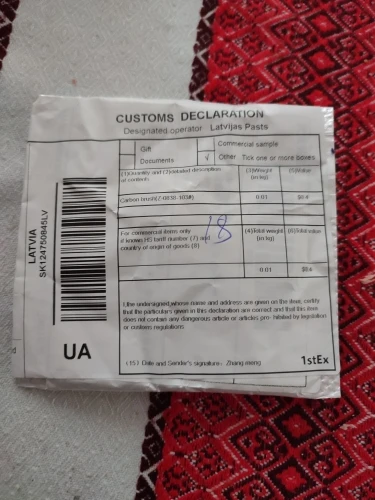 CUSTOMS DECLARATION
Designated operator Latvijas Pasts
Gift
Commercial sample
Documents
√ Other Tick one or more boxes
(1)Quantity and (2)detailed description of contents
(3)Weight (in kg)
(5)Value
Carbon brush(Z-0838-103#)
0.01
$0.4
For commercial items only
if known HS tariff number (7) and
country of origin of goods (8)
18
(4)Total weight (in kg)
(6)Total value
0.01
$0.4
I,the undersigned,whose name and address are given on the item, certify
that the particulars given in this declaration are correct and that this item
does not contain any dangerous article or articles pro- hibited by legislation
or customs regulations
(15) Date and Sender's signature: Zhang meng
1stEx
LATVIA
SK124750845LV
UA